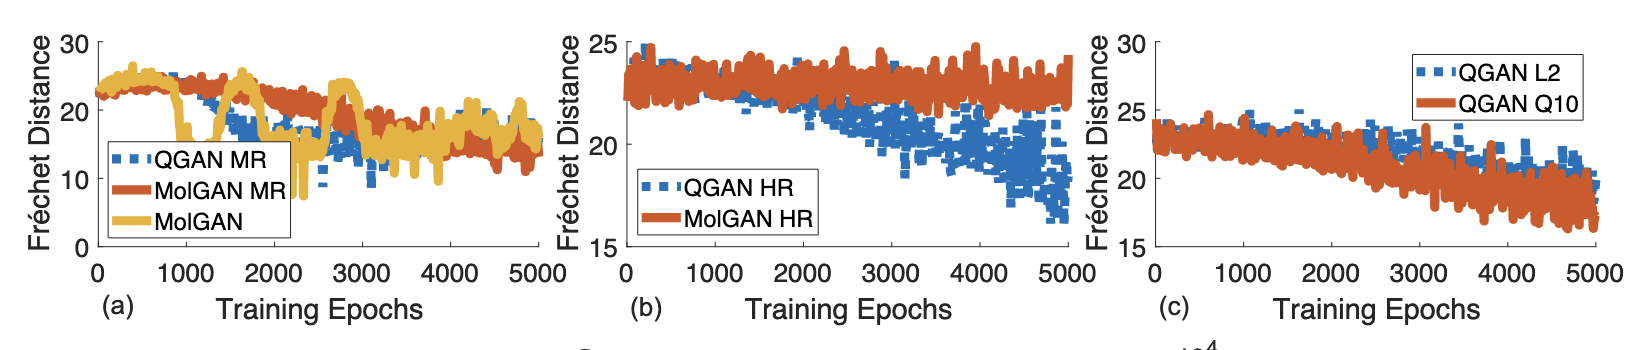 Fréchet Distance
30
20
10
0
QGAN MR
MolGAN MR
MolGAN
0 1000 2000 3000 4000 5000
(a) Training Epochs
Fréchet Distance
25
20
15
QGAN HR
MolGAN HR
0 1000 2000 3000 4000 5000
(b) Training Epochs
Fréchet Distance
30
25
20
15
QGAN L2
QGAN Q10
0 1000 2000 3000 4000 5000
(c) Training Epochs